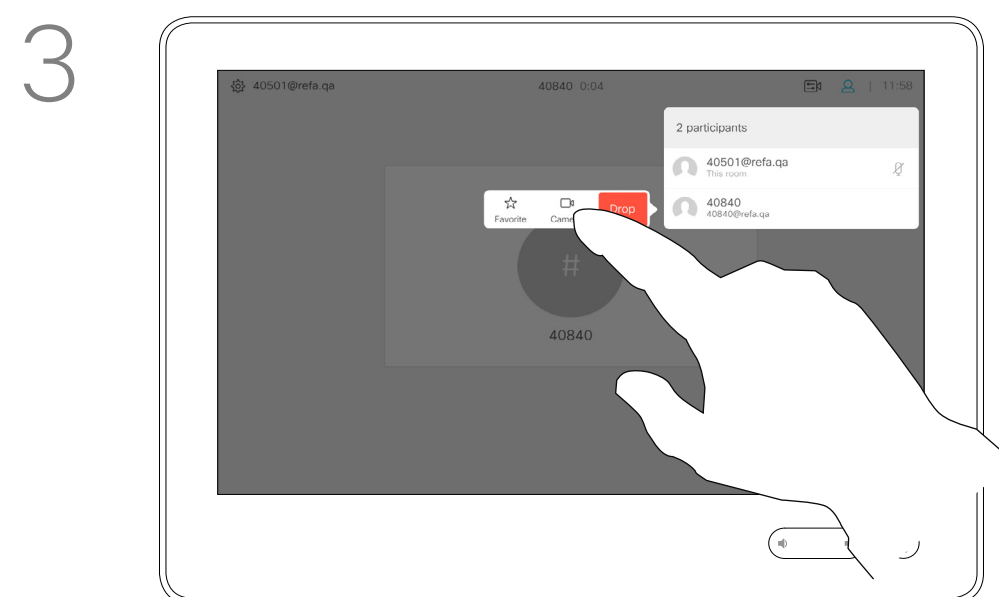 3
40501@refa.qa
40840 0:04
| 11:58
2 participants
40501@refa.qa
This room
40840
40840@refa.qa
Favorite
Drop
#
40840